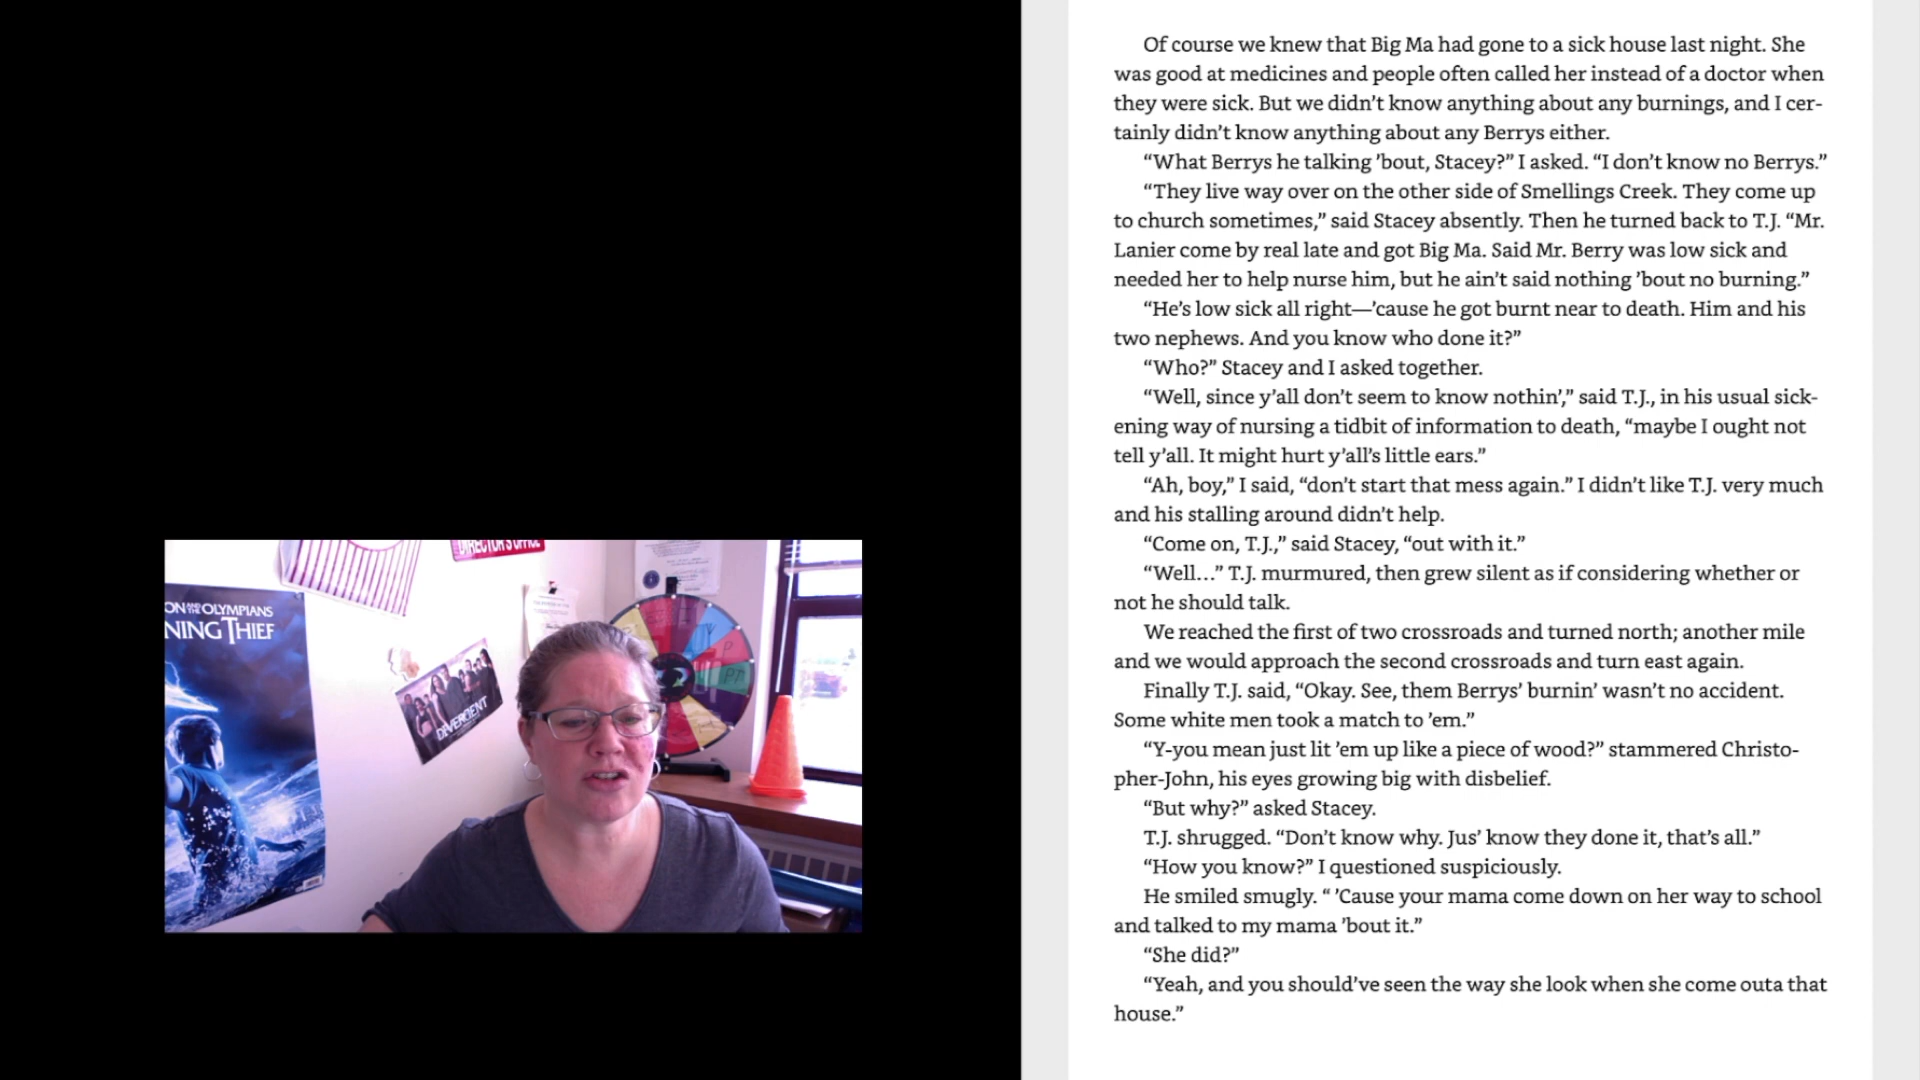 Of course we knew that Big Ma had gone to a sick house last night. She
was good at medicines and people often called her instead of a doctor when
they were sick. But we didn’t know anything about any burnings, and I cer-
tainly didn’t know anything about any Berrys either.
“What Berrys he talking ’bout, Stacey?” I asked. “I don’t know no Berrys.”
“They live way over on the other side of Smellings Creek. They come up
to church sometimes,” said Stacey absently. Then he turned back to T.J. “Mr.
Lanier come by real late and got Big Ma. Said Mr. Berry was low sick and
needed her to help nurse him, but he ain’t said nothing ’bout no burning.”
“He’s low sick all right—’cause he got burnt near to death. Him and his
two nephews. And you know who done it?”
“Who?” Stacey and I asked together.
“Well, since y’all don’t seem to know nothin’,” said T.J., in his usual sick-
ening way of nursing a tidbit of information to death, “maybe I ought not
tell y’all. It might hurt y’all’s little ears.”
“Ah, boy,” I said, “don’t start that mess again.” I didn’t like T.J. very much
and his stalling around didn’t help.
“Come on, T.J.,” said Stacey, “out with it.”
“Well…” T.J. murmured, then grew silent as if considering whether or
not he should talk.
We reached the first of two crossroads and turned north; another mile
and we would approach the second crossroads and turn east again.
Finally T.J. said, “Okay. See, them Berrys’ burnin’ wasn’t no accident.
Some white men took a match to ’em.”
“Y-you mean just lit ’em up like a piece of wood?” stammered Christo-
pher-John, his eyes growing big with disbelief.
“But why?” asked Stacey.
T.J. shrugged. “Don’t know why. Jus’ know they done it, that’s all.”
“How you know?” I questioned suspiciously.
He smiled smugly. “ ’Cause your mama come down on her way to school
and talked to my mama ’bout it.”
“She did?”
“Yeah, and you should’ve seen the way she look when she come outa that
house.”
DIRECTOR'S OFFICE
ON AND THE OLYMPIANS
NING THIEF
DIVERGENT